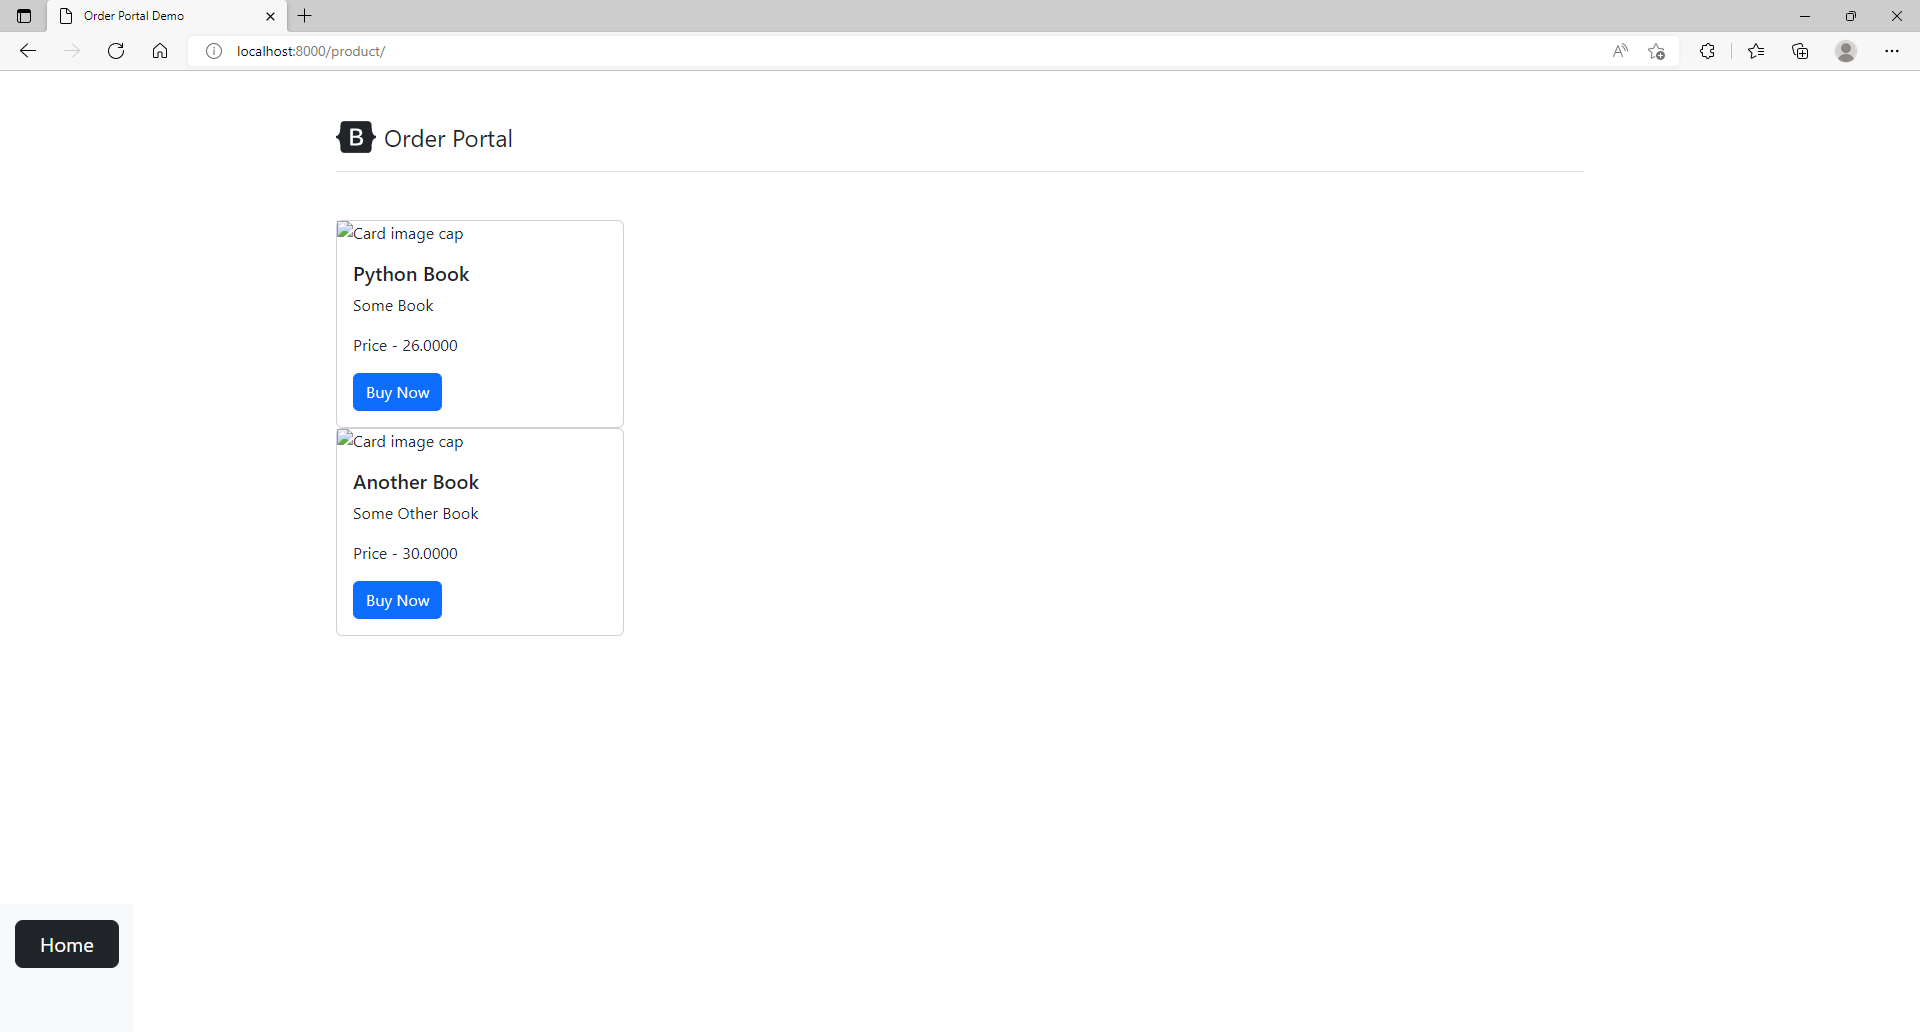 Order Portal Demo
localhost:8000/product/
B Order Portal
Card image cap
Python Book
Some Book
Price - 26.0000
Buy Now
Card image cap
Another Book
Some Other Book
Price - 30.0000
Buy Now
Home